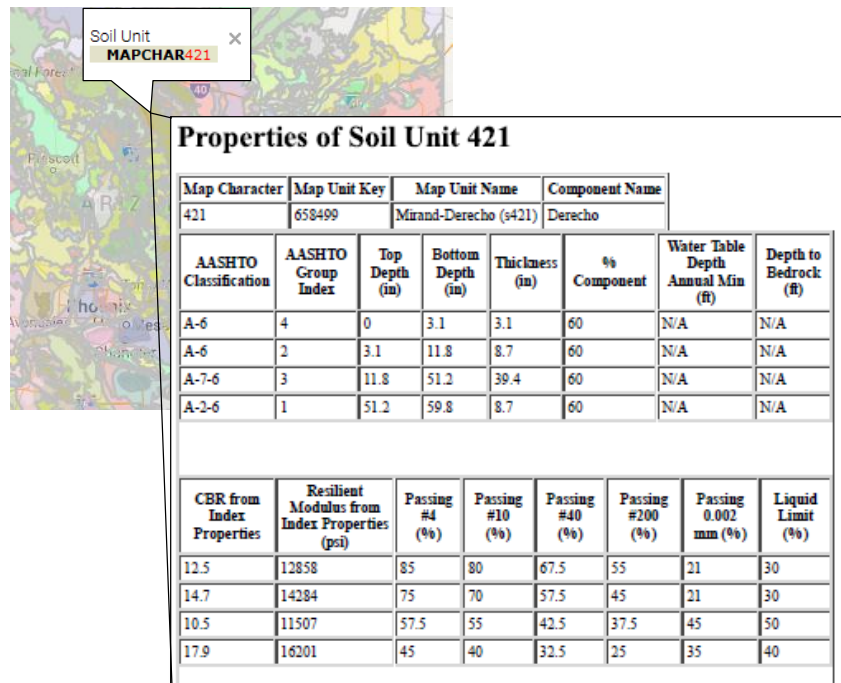 Soil Unit ×
MAPCHAR421
40
Prescott
A R I Z
Phoenix
Mesa
Chandler
Properties of Soil Unit 421
Map Character Map Unit Key Map Unit Name Component Name
421 658499 Mirand-Derecho (s421) Derecho
AASHTO Classification AASHTO Group Index Top Depth (in) Bottom Depth (in) Thickness (in) % Component Water Table Depth Annual Min (ft) Depth to Bedrock (ft)
A-6 4 0 3.1 3.1 60 N/A N/A
A-6 2 3.1 11.8 8.7 60 N/A N/A
A-7-6 3 11.8 51.2 39.4 60 N/A N/A
A-2-6 1 51.2 59.8 8.7 60 N/A N/A
CBR from Index Properties Resilient Modulus from Index Properties (psi) Passing #4 (%) Passing #10 (%) Passing #40 (%) Passing #200 (%) Passing 0.002 mm (%) Liquid Limit (%)
12.5 12858 85 80 67.5 55 21 30
14.7 14284 75 70 57.5 45 21 30
10.5 11507 57.5 55 42.5 37.5 45 50
17.9 16201 45 40 32.5 25 35 40